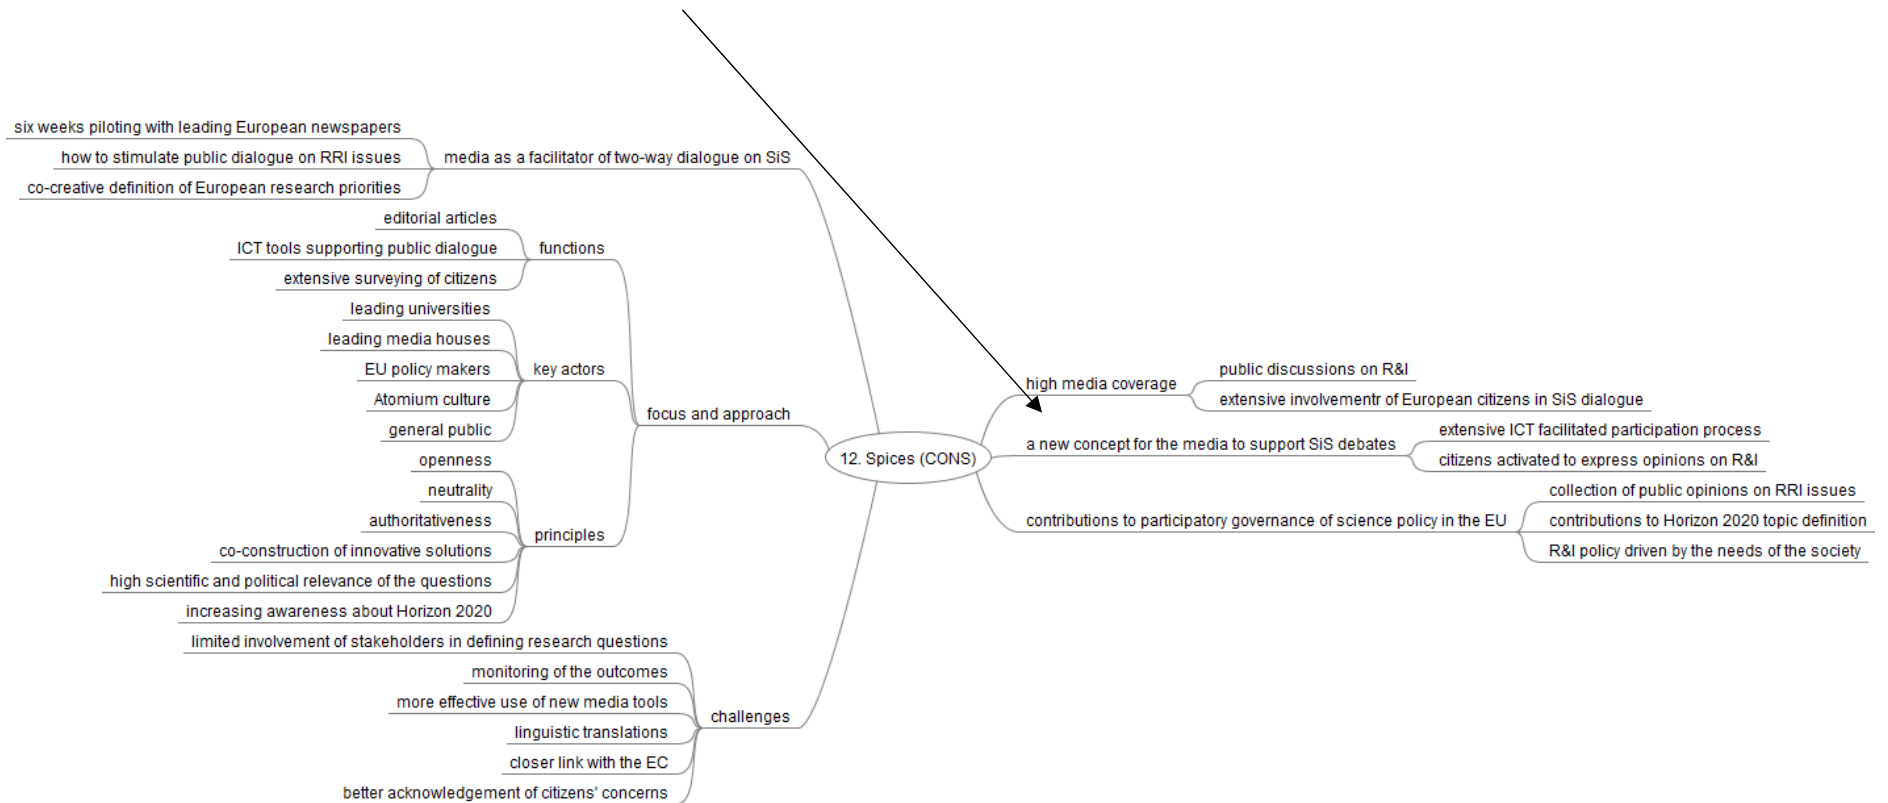 six weeks piloting with leading European newspapers
how to stimulate public dialogue on RRI issues
co-creative definition of European research priorities
media as a facilitator of two-way dialogue on SiS
editorial articles
ICT tools supporting public dialogue
extensive surveying of citizens
functions
leading universities
leading media houses
EU policy makers
Atomium culture
general public
key actors
openness
neutrality
authoritativeness
co-construction of innovative solutions
high scientific and political relevance of the questions
increasing awareness about Horizon 2020
principles
focus and approach
limited involvement of stakeholders in defining research questions
monitoring of the outcomes
more effective use of new media tools
linguistic translations
closer link with the EC
better acknowledgement of citizens' concerns
challenges
12. Spices (CONS)
high media coverage
public discussions on R&I
extensive involvementr of European citizens in SiS dialogue
a new concept for the media to support SiS debates
extensive ICT facilitated participation process
citizens activated to express opinions on R&I
contributions to participatory governance of science policy in the EU
collection of public opinions on RRI issues
contributions to Horizon 2020 topic definition
R&I policy driven by the needs of the society